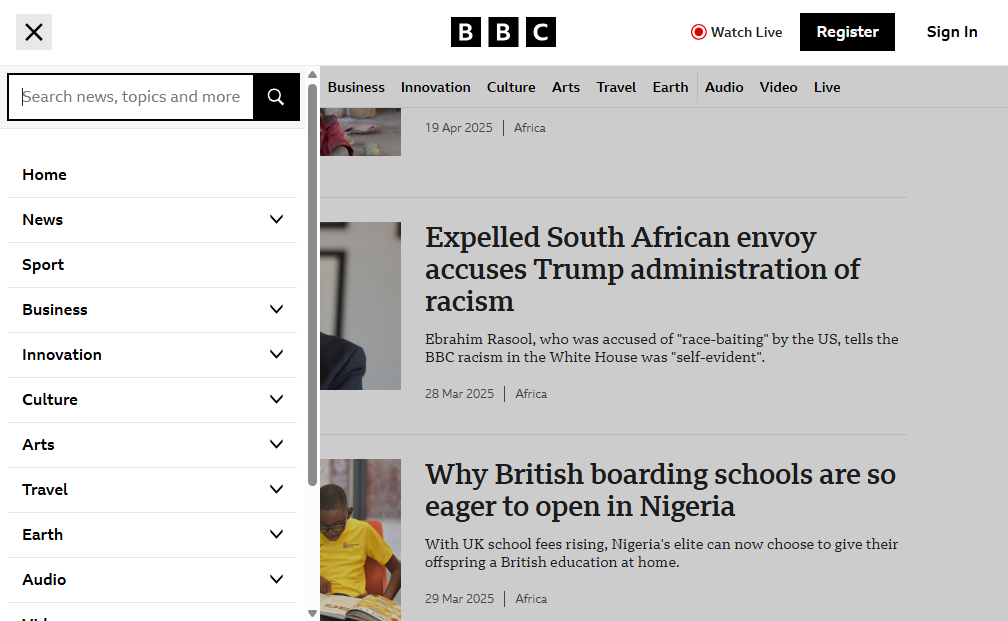 BBC
Watch Live
Register
Sign In
Search news, topics and more
Business
Innovation
Culture
Arts
Travel
Earth
Audio
Video
Live
Home
News
Sport
Business
Innovation
Culture
Arts
Travel
Earth
Audio
19 Apr 2025 | Africa
Expelled South African envoy
accuses Trump administration of
racism
Ebrahim Rasool, who was accused of "race-baiting" by the US, tells the
BBC racism in the White House was "self-evident".
28 Mar 2025 | Africa
Why British boarding schools are so
eager to open in Nigeria
With UK school fees rising, Nigeria's elite can now choose to give their
offspring a British education at home.
29 Mar 2025 | Africa